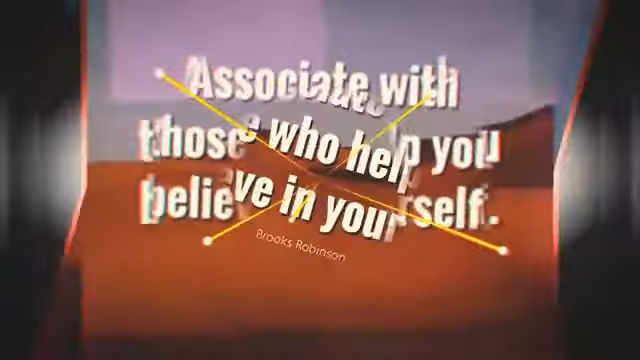 Associate with
those who help you
believe in yourself.
Brooks Robinson